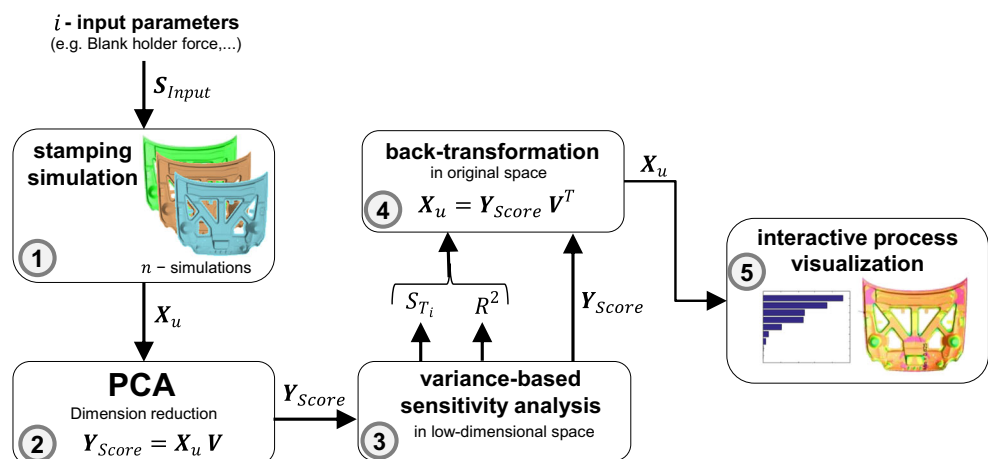 i - input parameters
(e.g. Blank holder force,...)
S_Input
stamping
simulation
1
n − simulations
X_u
PCA
Dimension reduction
2
Y_Score = X_u V
Y_Score
variance-based
sensitivity analysis
3
in low-dimensional space
S_T_i
R^2
Y_Score
back-transformation
in original space
4
X_u = Y_Score V^T
X_u
interactive process
visualization
5